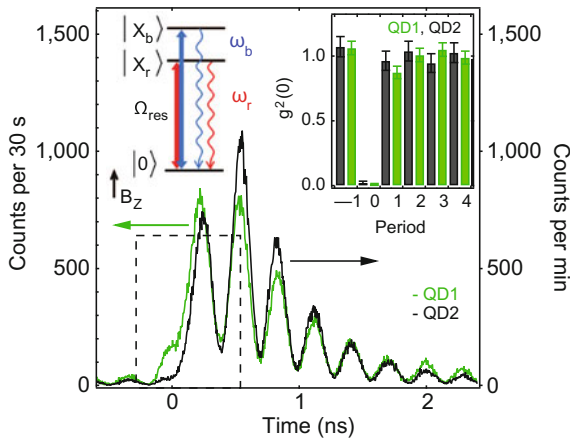 1,500
1,000
500
0
Counts per 30 s
|X_b⟩
|X_r⟩
|0⟩
Ω_res
ω_b
ω_r
B_Z
QD1, QD2
g²(0)
1.0
0.5
0.0
—1 0 1 2 3 4
Period
1,500
1,000
500
0
Counts per min
- QD1
- QD2
0 1 2
Time (ns)